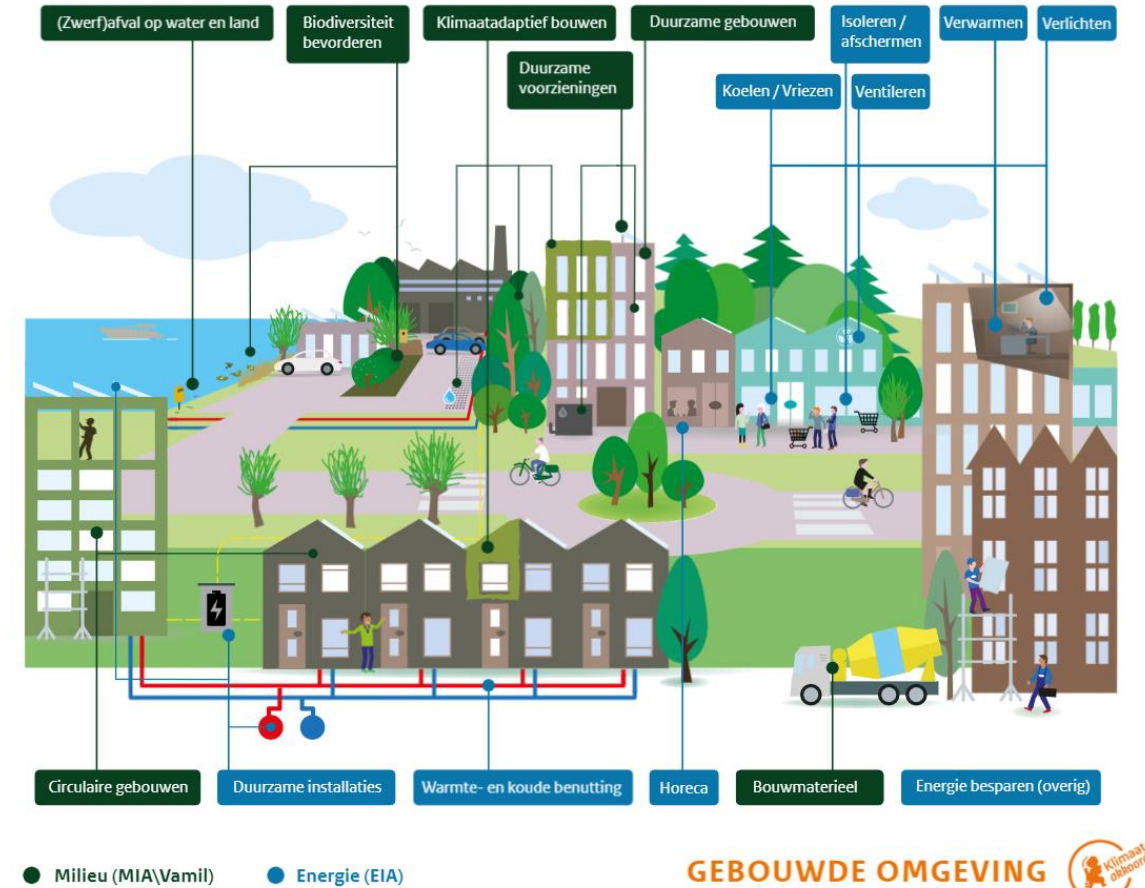 (Zwerf)afval op water en land
Biodiversiteit
bevorderen
Klimaatadaptief bouwen
Duurzame gebouwen
Isoleren /
afschermen
Verwarmen
Verlichten
Duurzame
voorzieningen
Koelen / Vriezen
Ventileren
Circulaire gebouwen
Duurzame installaties
Warmte- en koude benutting
Horeca
Bouwmaterieel
Energie besparen (overig)
Milieu (MIA\Vamil)
Energie (EIA)
GEBOUWDE OMGEVING
Klimaat
akkoord